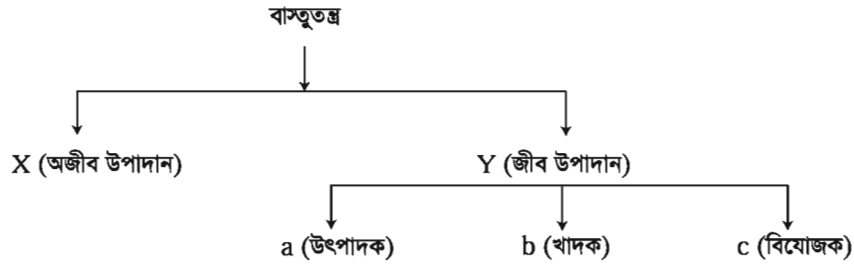 বাস্তুতন্ত্র
X (অজীব উপাদান) Y (জীব উপাদান)
a (উৎপাদক) b (খাদক) c (বিযোজক)